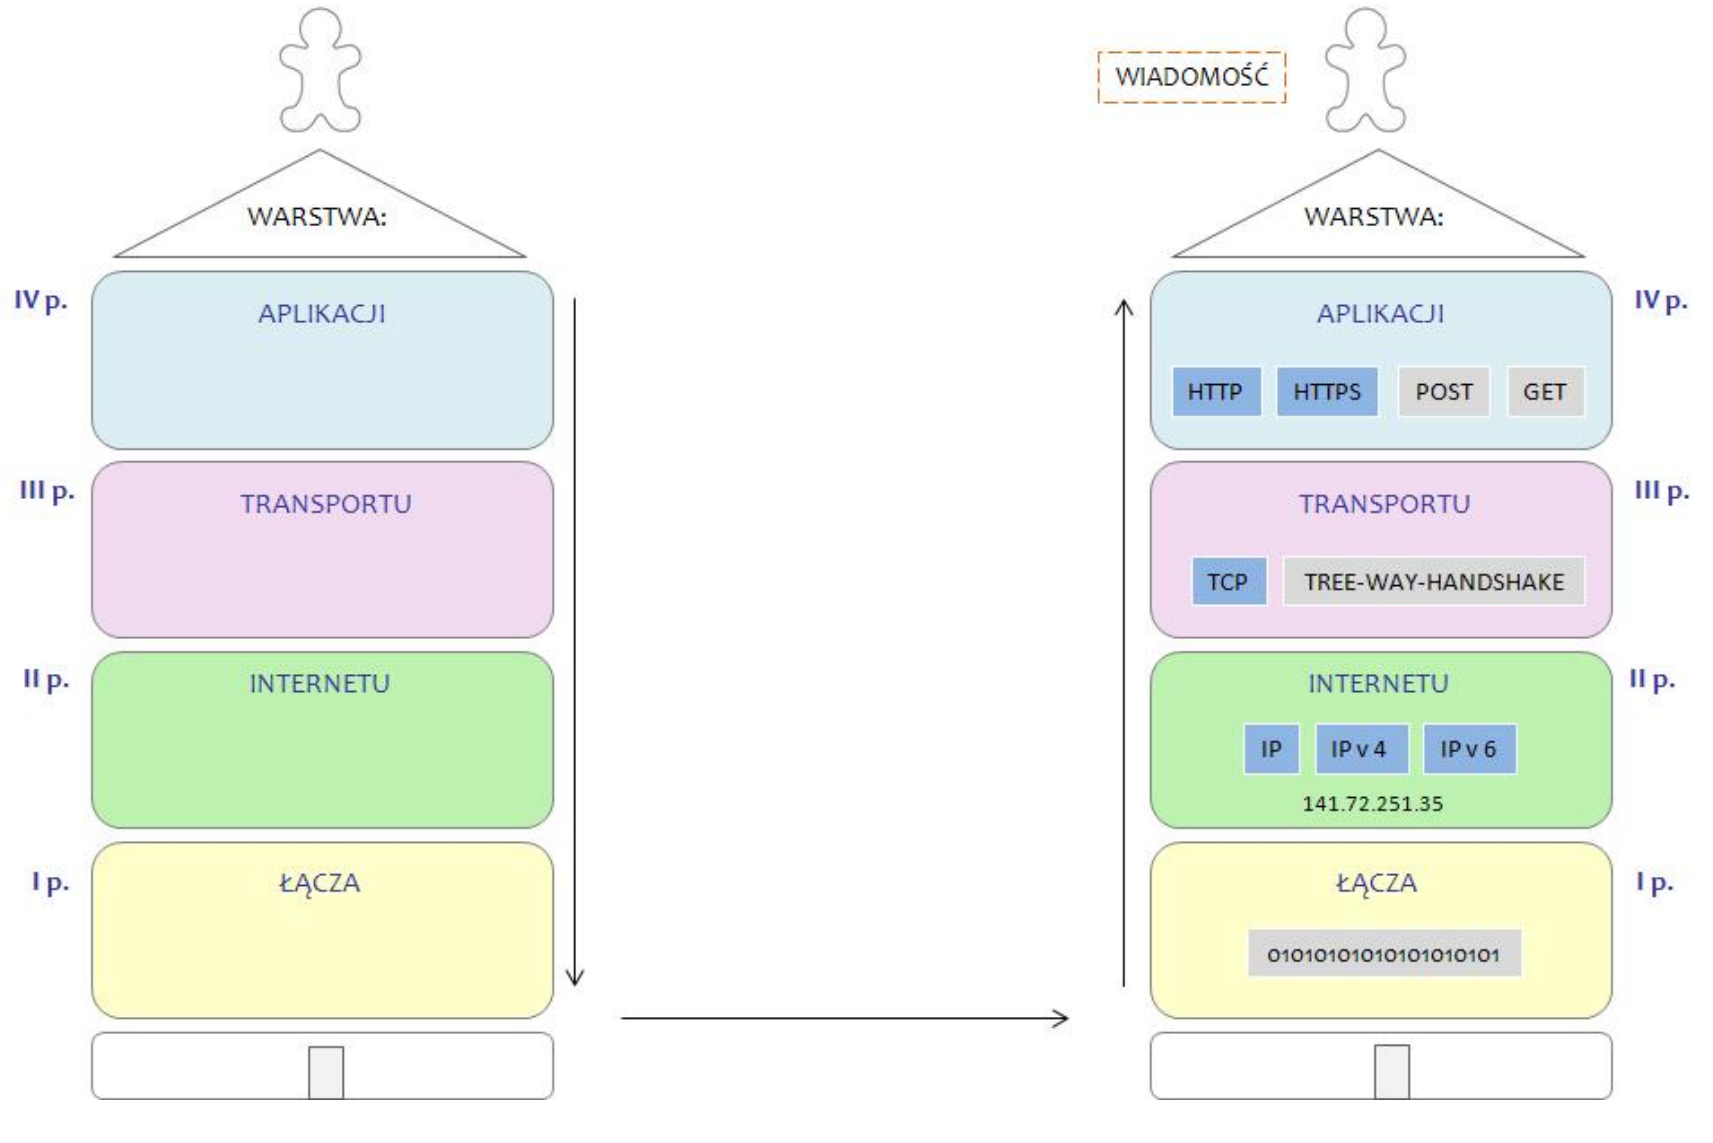 WIADOMOŚĆ
WARSTWA:
IV p.
APLIKACJI
III p.
TRANSPORTU
II p.
INTERNETU
I p.
ŁĄCZA
WARSTWA:
APLIKACJI
IV p.
HTTP HTTPS POST GET
TRANSPORTU
III p.
TCP TREE-WAY-HANDSHAKE
INTERNETU
II p.
IP IP v 4 IP v 6
141.72.251.35
ŁĄCZA
I p.
01010101010101010101